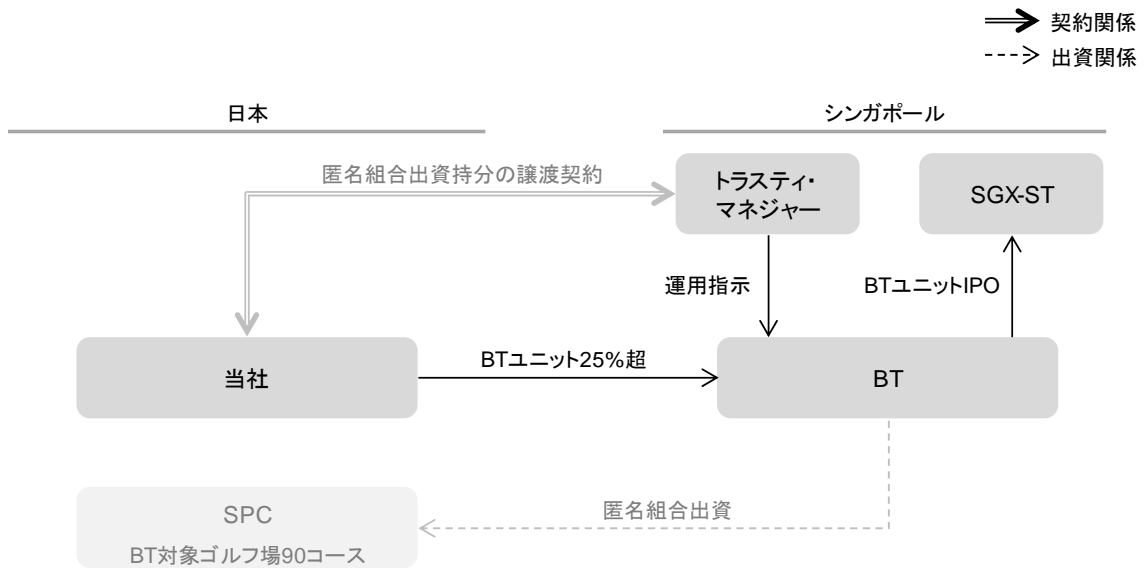 契約関係
出資関係
日本
シンガポール
匿名組合出資持分の譲渡契約
トラスティ・
マネジャー
SGX-ST
運用指示
BTユニットIPO
当社
BTユニット25%超
BT
SPC
BT対象ゴルフ場90コース
匿名組合出資